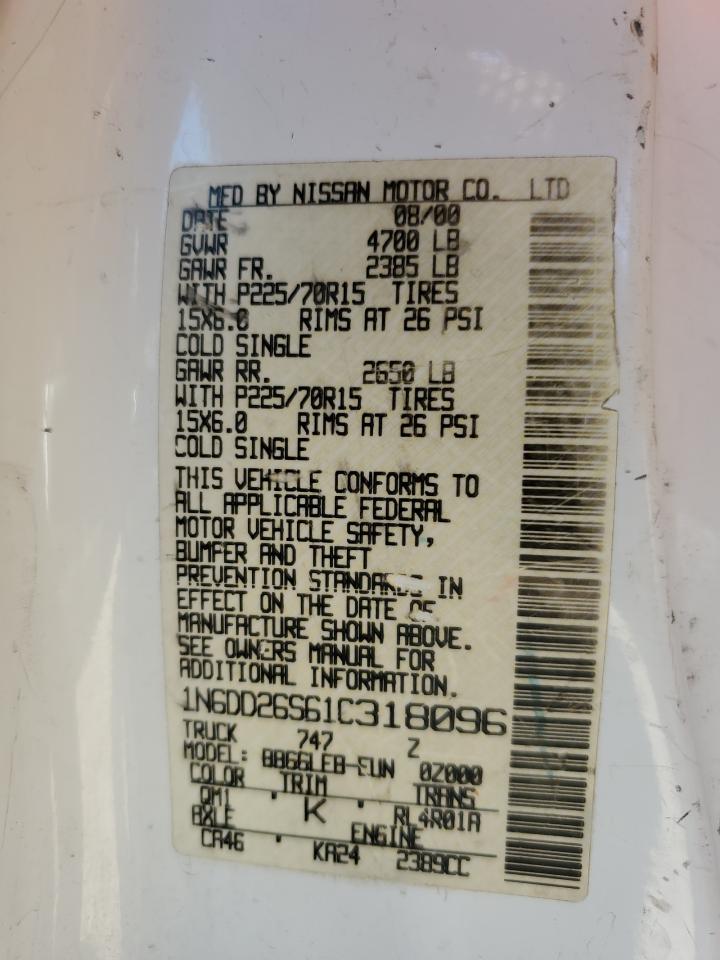 MFD BY NISSAN MOTOR CO. LTD
DATE 08/00
GVWR 4700 LB
GAWR FR. 2385 LB
WITH P225/70R15 TIRES
15X6.0 RIMS AT 26 PSI
COLD SINGLE
GAWR RR. 2650 LB
WITH P225/70R15 TIRES
15X6.0 RIMS AT 26 PSI
COLD SINGLE
THIS VEHICLE CONFORMS TO
ALL APPLICABLE FEDERAL
MOTOR VEHICLE SAFETY,
BUMPER AND THEFT
PREVENTION STANDARDS IN
EFFECT ON THE DATE OF
MANUFACTURE SHOWN ABOVE.
SEE OWNERS MANUAL FOR
ADDITIONAL INFORMATION.
1N6DD26S61C318096
TRUCK 747 Z
MODEL: 0Z000
COLOR TRIM TRANS
QM1 K RL4R01A
AXLE ENGINE
CA46 KA24 2389CC